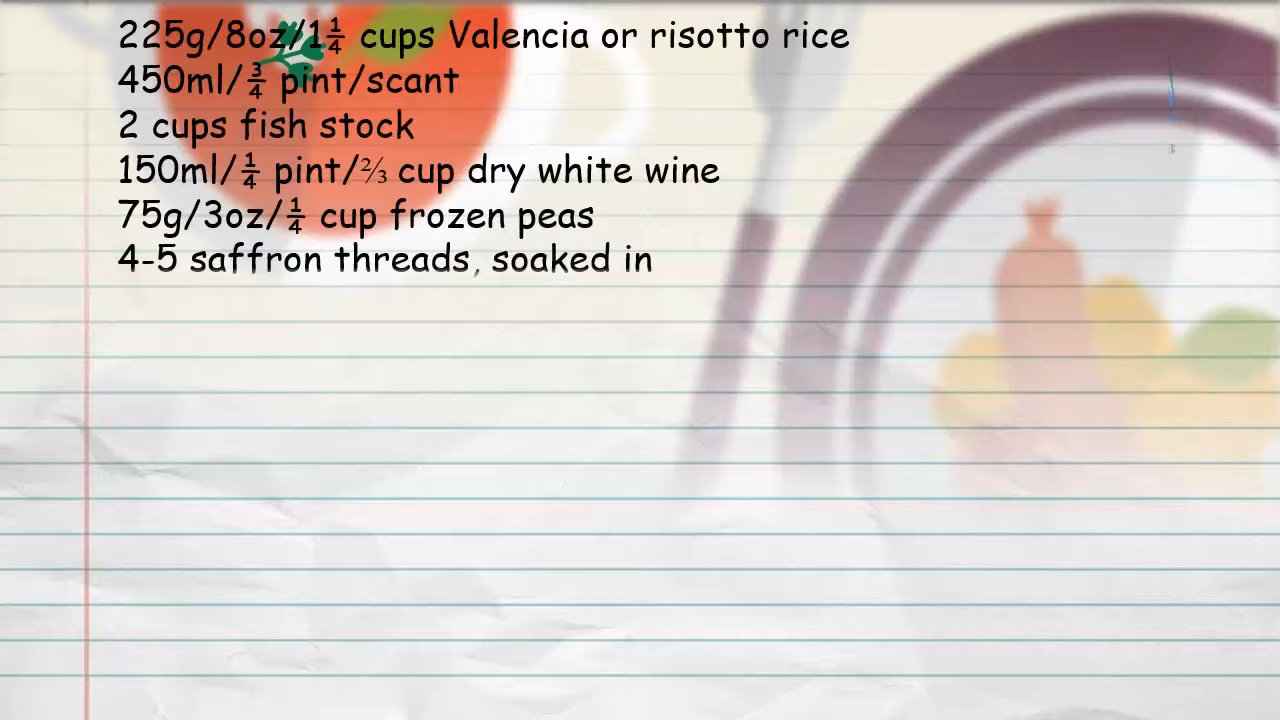 225g/8oz/1¼ cups Valencia or risotto rice
450ml/¾ pint/scant
2 cups fish stock
150ml/¼ pint/⅔ cup dry white wine
75g/3oz/¼ cup frozen peas
4-5 saffron threads, soaked in